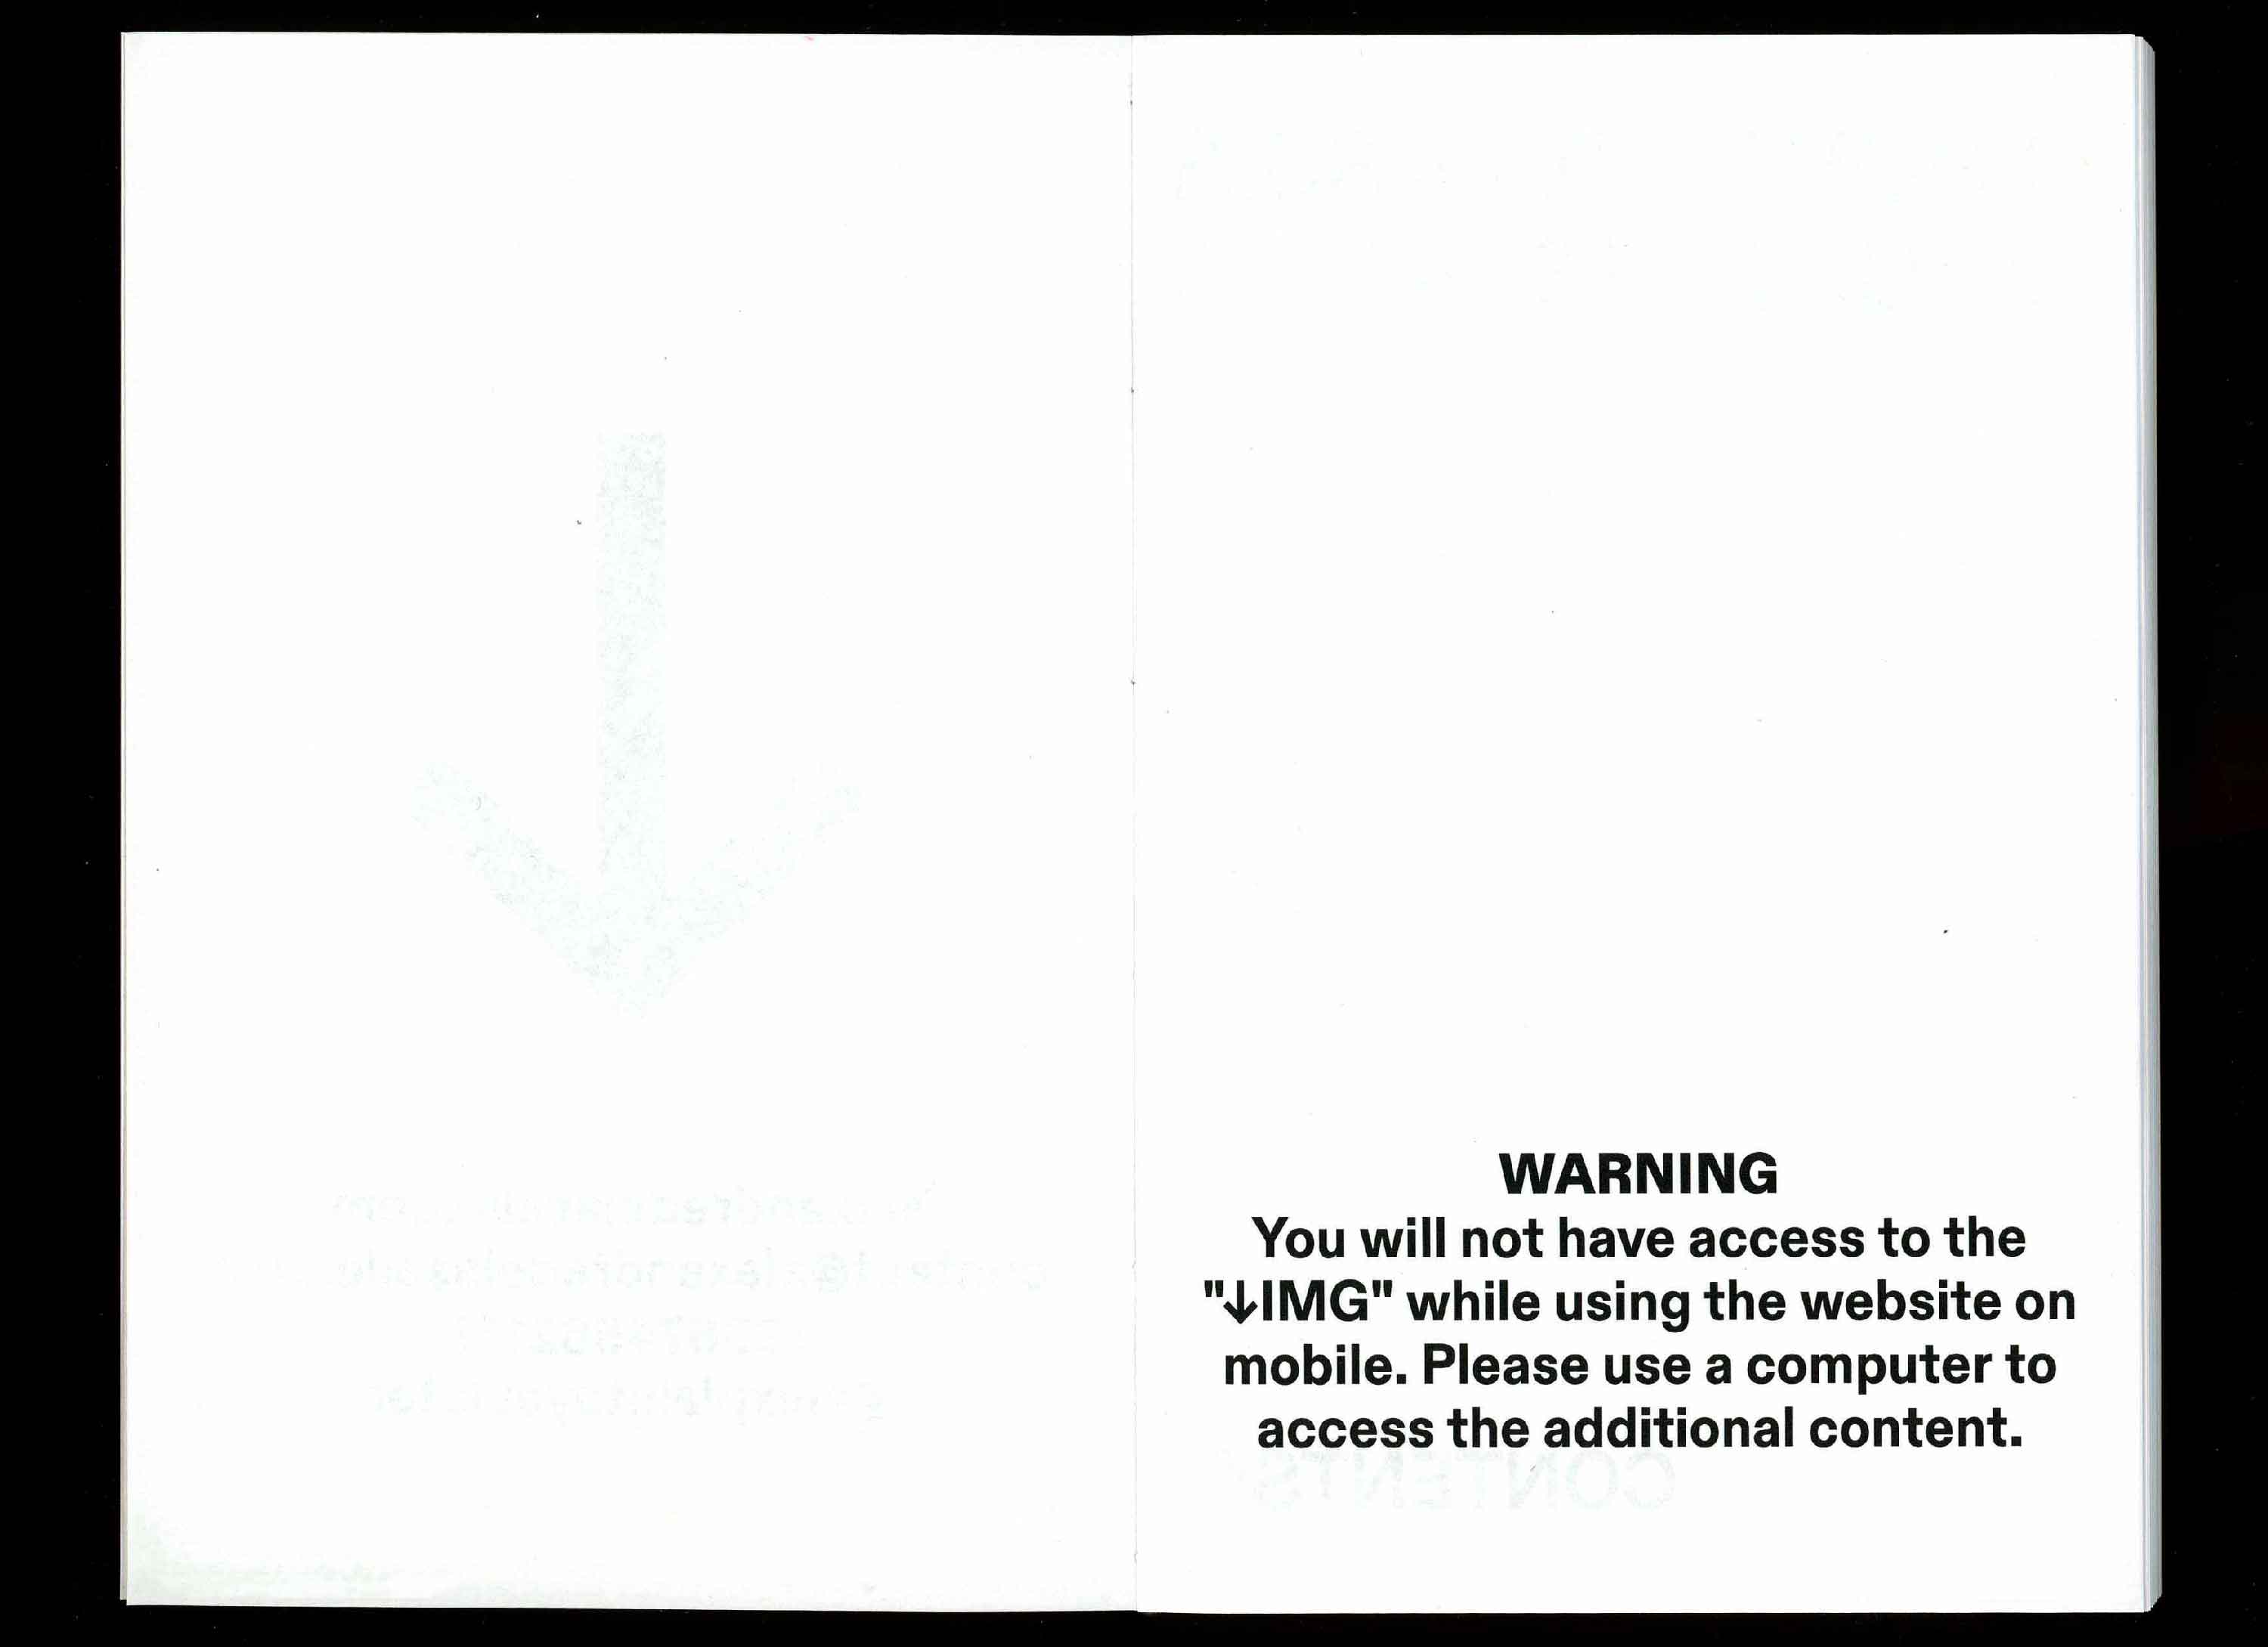 WARNING
You will not have access to the
"↓IMG" while using the website on
mobile. Please use a computer to
access the additional content.
CONTENTS